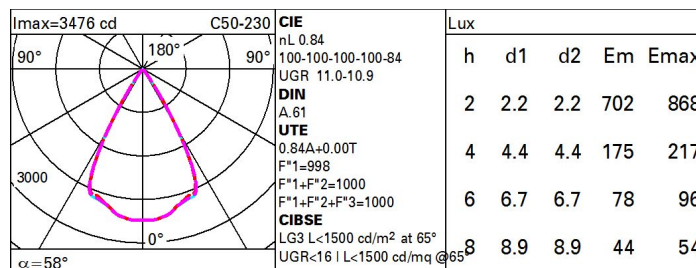 Imax=3476 cd C50-230
90° 180° 90°
3000
0°
α=58°
CIE
nL 0.84
100-100-100-100-84
UGR 11.0-10.9
DIN
A.61
UTE
0.84A+0.00T
F"1=998
F"1+F"2=1000
F"1+F"2+F"3=1000
CIBSE
LG3 L<1500 cd/m² at 65°
UGR<16 | L<1500 cd/mq @65°
Lux
h d1 d2 Em Emax
2 2.2 2.2 702 868
4 4.4 4.4 175 217
6 6.7 6.7 78 96
8 8.9 8.9 44 54